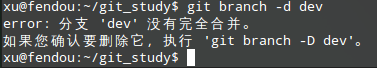 xu@fendou:~/git_study$ git branch -d dev
error: 分支 'dev' 没有完全合并。
如果您确认要删除它，执行 'git branch -D dev'。
xu@fendou:~/git_study$